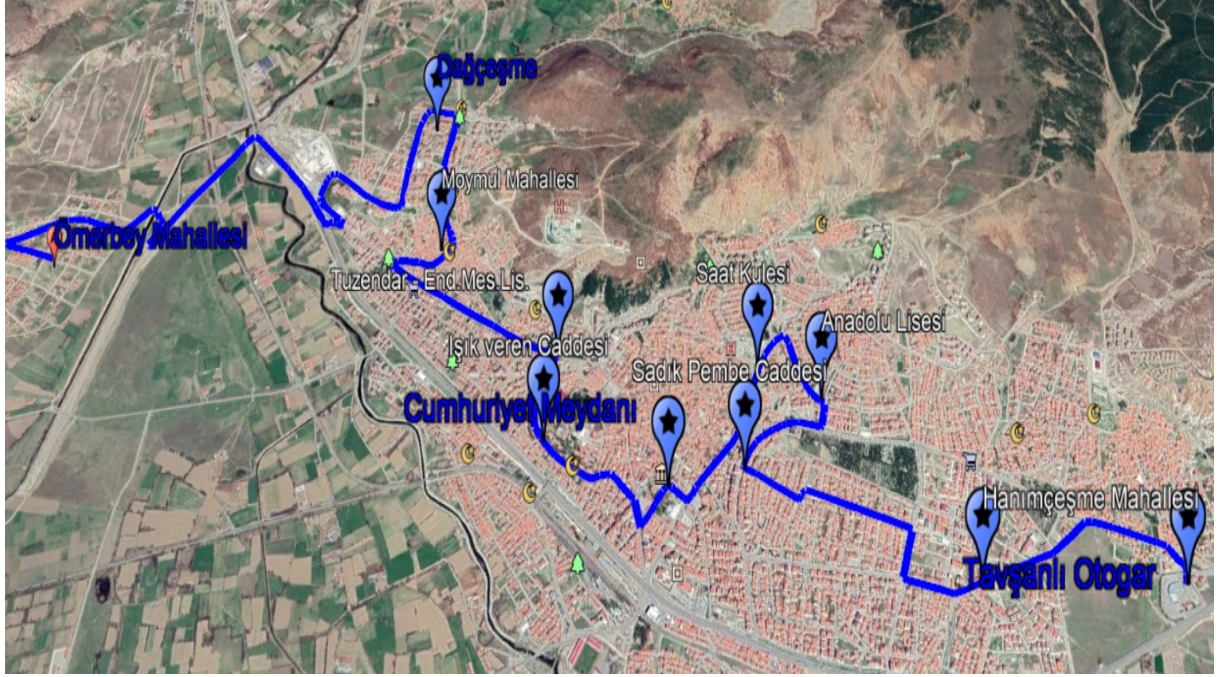 Dağçeşme
Moymul Mahallesi
Ömerbey Mahallesi
Tuzendar - End.Mes.Lis.
Saat Kulesi
Anadolu Lisesi
Işık veren Caddesi
Sadık Pembe Caddesi
Cumhuriyet Meydanı
Hanımçeşme Mahallesi
Tavşanlı Otogar